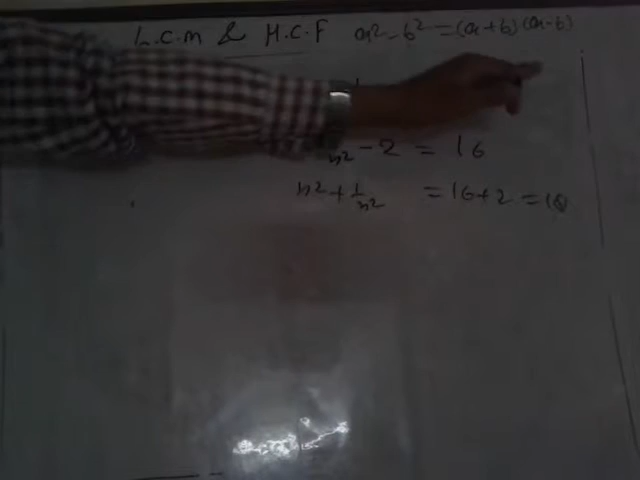 L.C.M & H.C.F a² - b² = (a+b)(a-b)
n² - 2 = 16
n² + 1/n² = 16+2 = 18